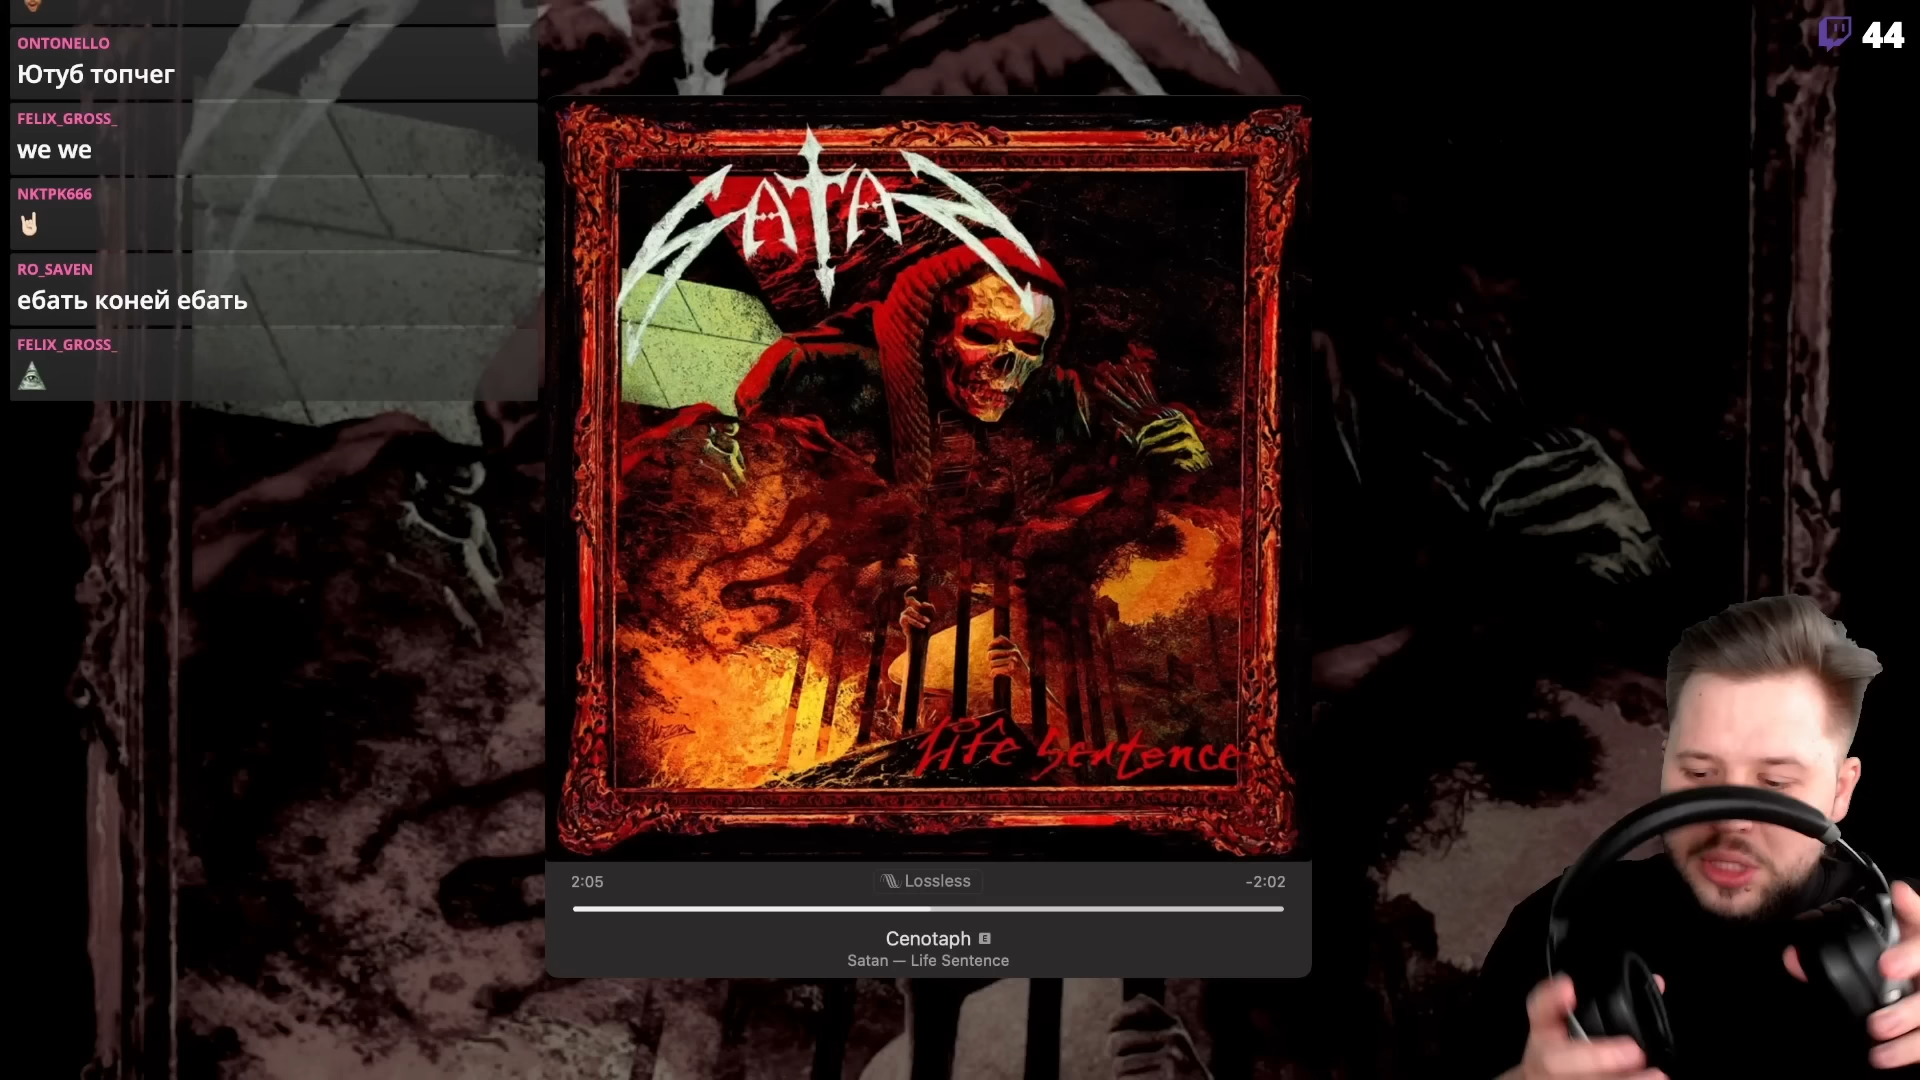 ONTONELLO
Ютуб топчег
FELIX_GROSS_
we we
NKTPK666
RO_SAVEN
ебать коней ебать
FELIX_GROSS_
44
SATAN
Life Sentence
2:05
Lossless
-2:02
Cenotaph E
Satan — Life Sentence